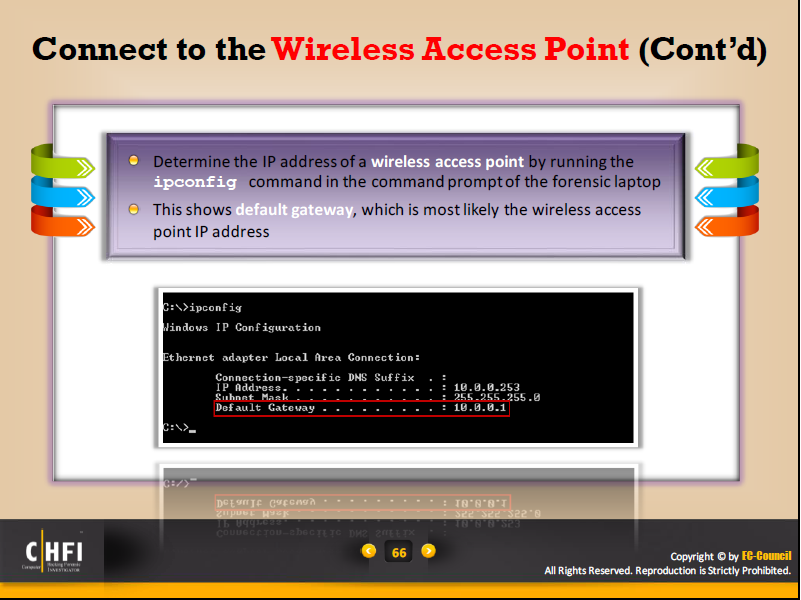 Connect to the Wireless Access Point (Cont'd)
Determine the IP address of a wireless access point by running the
ipconfig command in the command prompt of the forensic laptop
This shows default gateway, which is most likely the wireless access
point IP address
C:\>ipconfig
Windows IP Configuration
Ethernet adapter Local Area Connection:
Connection-specific DNS Suffix . :
IP Address. . . . . . . . . . . . : 10.0.0.253
Subnet Mask . . . . . . . . . . . : 255.255.255.0
Default Gateway . . . . . . . . . : 10.0.0.1
C:\>_
CHFI
Computer Hacking Forensic
INVESTIGATOR
66
Copyright © by EC-Council
All Rights Reserved. Reproduction is Strictly Prohibited.